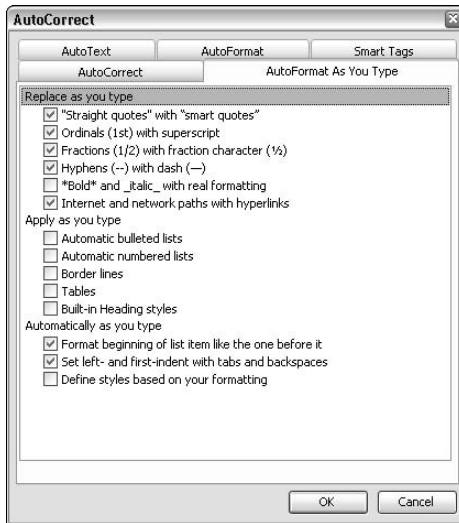 AutoCorrect
AutoText AutoFormat Smart Tags
AutoCorrect AutoFormat As You Type
Replace as you type
"Straight quotes" with “smart quotes”
Ordinals (1st) with superscript
Fractions (1/2) with fraction character (½)
Hyphens (--) with dash (—)
*Bold* and _italic_ with real formatting
Internet and network paths with hyperlinks
Apply as you type
Automatic bulleted lists
Automatic numbered lists
Border lines
Tables
Built-in Heading styles
Automatically as you type
Format beginning of list item like the one before it
Set left- and first-indent with tabs and backspaces
Define styles based on your formatting
OK Cancel